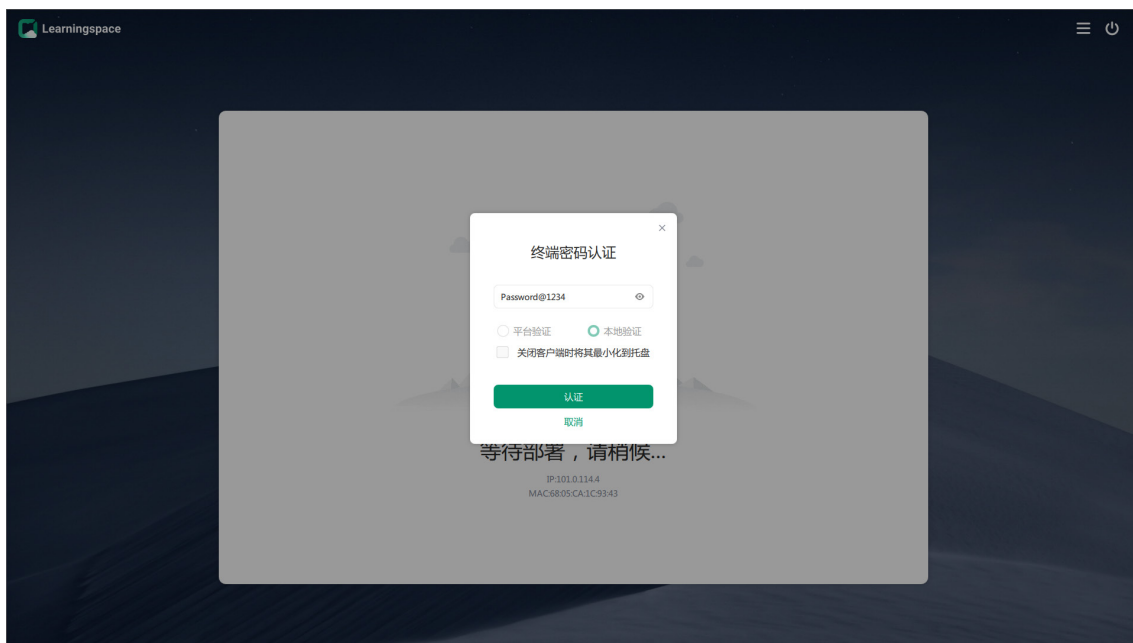 Learningspace
终端密码认证
Password@1234
平台验证 本地验证
关闭客户端时将其最小化到托盘
认证
取消
等待部署，请稍候...
IP:101.0.114.4
MAC:68:05:CA:1C:93:43